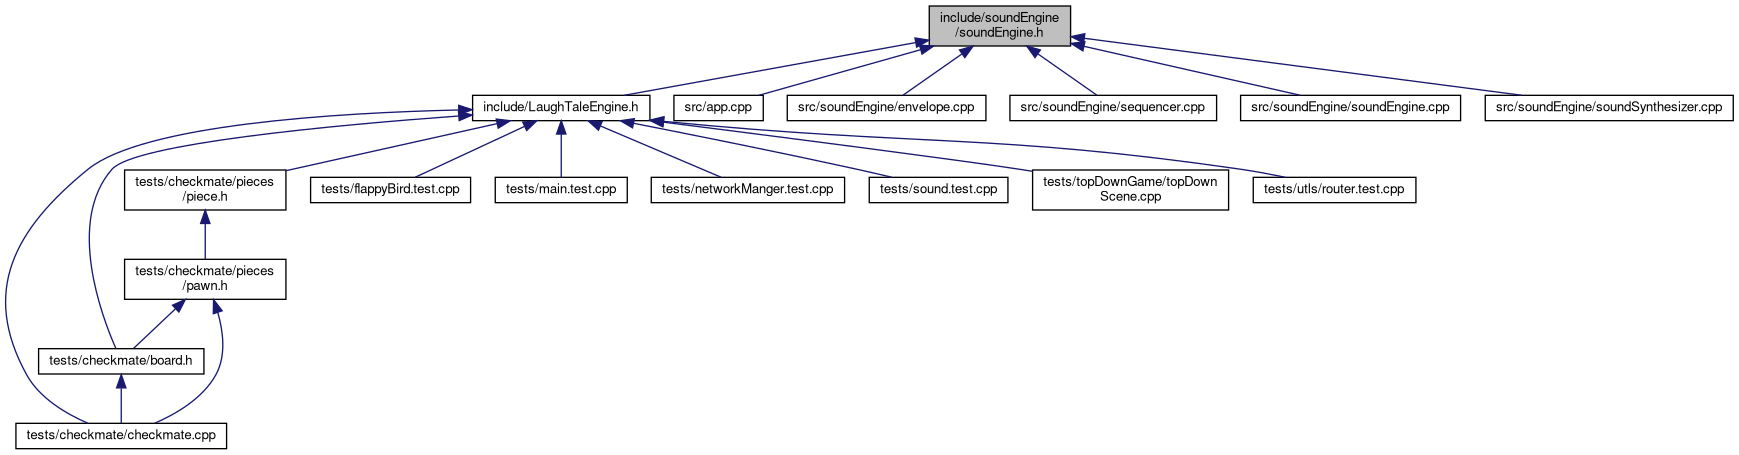 include/soundEngine
/soundEngine.h
include/LaughTaleEngine.h
src/app.cpp
src/soundEngine/envelope.cpp
src/soundEngine/sequencer.cpp
src/soundEngine/soundEngine.cpp
src/soundEngine/soundSynthesizer.cpp
tests/checkmate/pieces
/piece.h
tests/flappyBird.test.cpp
tests/main.test.cpp
tests/networkManger.test.cpp
tests/sound.test.cpp
tests/topDownGame/topDown
Scene.cpp
tests/utls/router.test.cpp
tests/checkmate/pieces
/pawn.h
tests/checkmate/board.h
tests/checkmate/checkmate.cpp